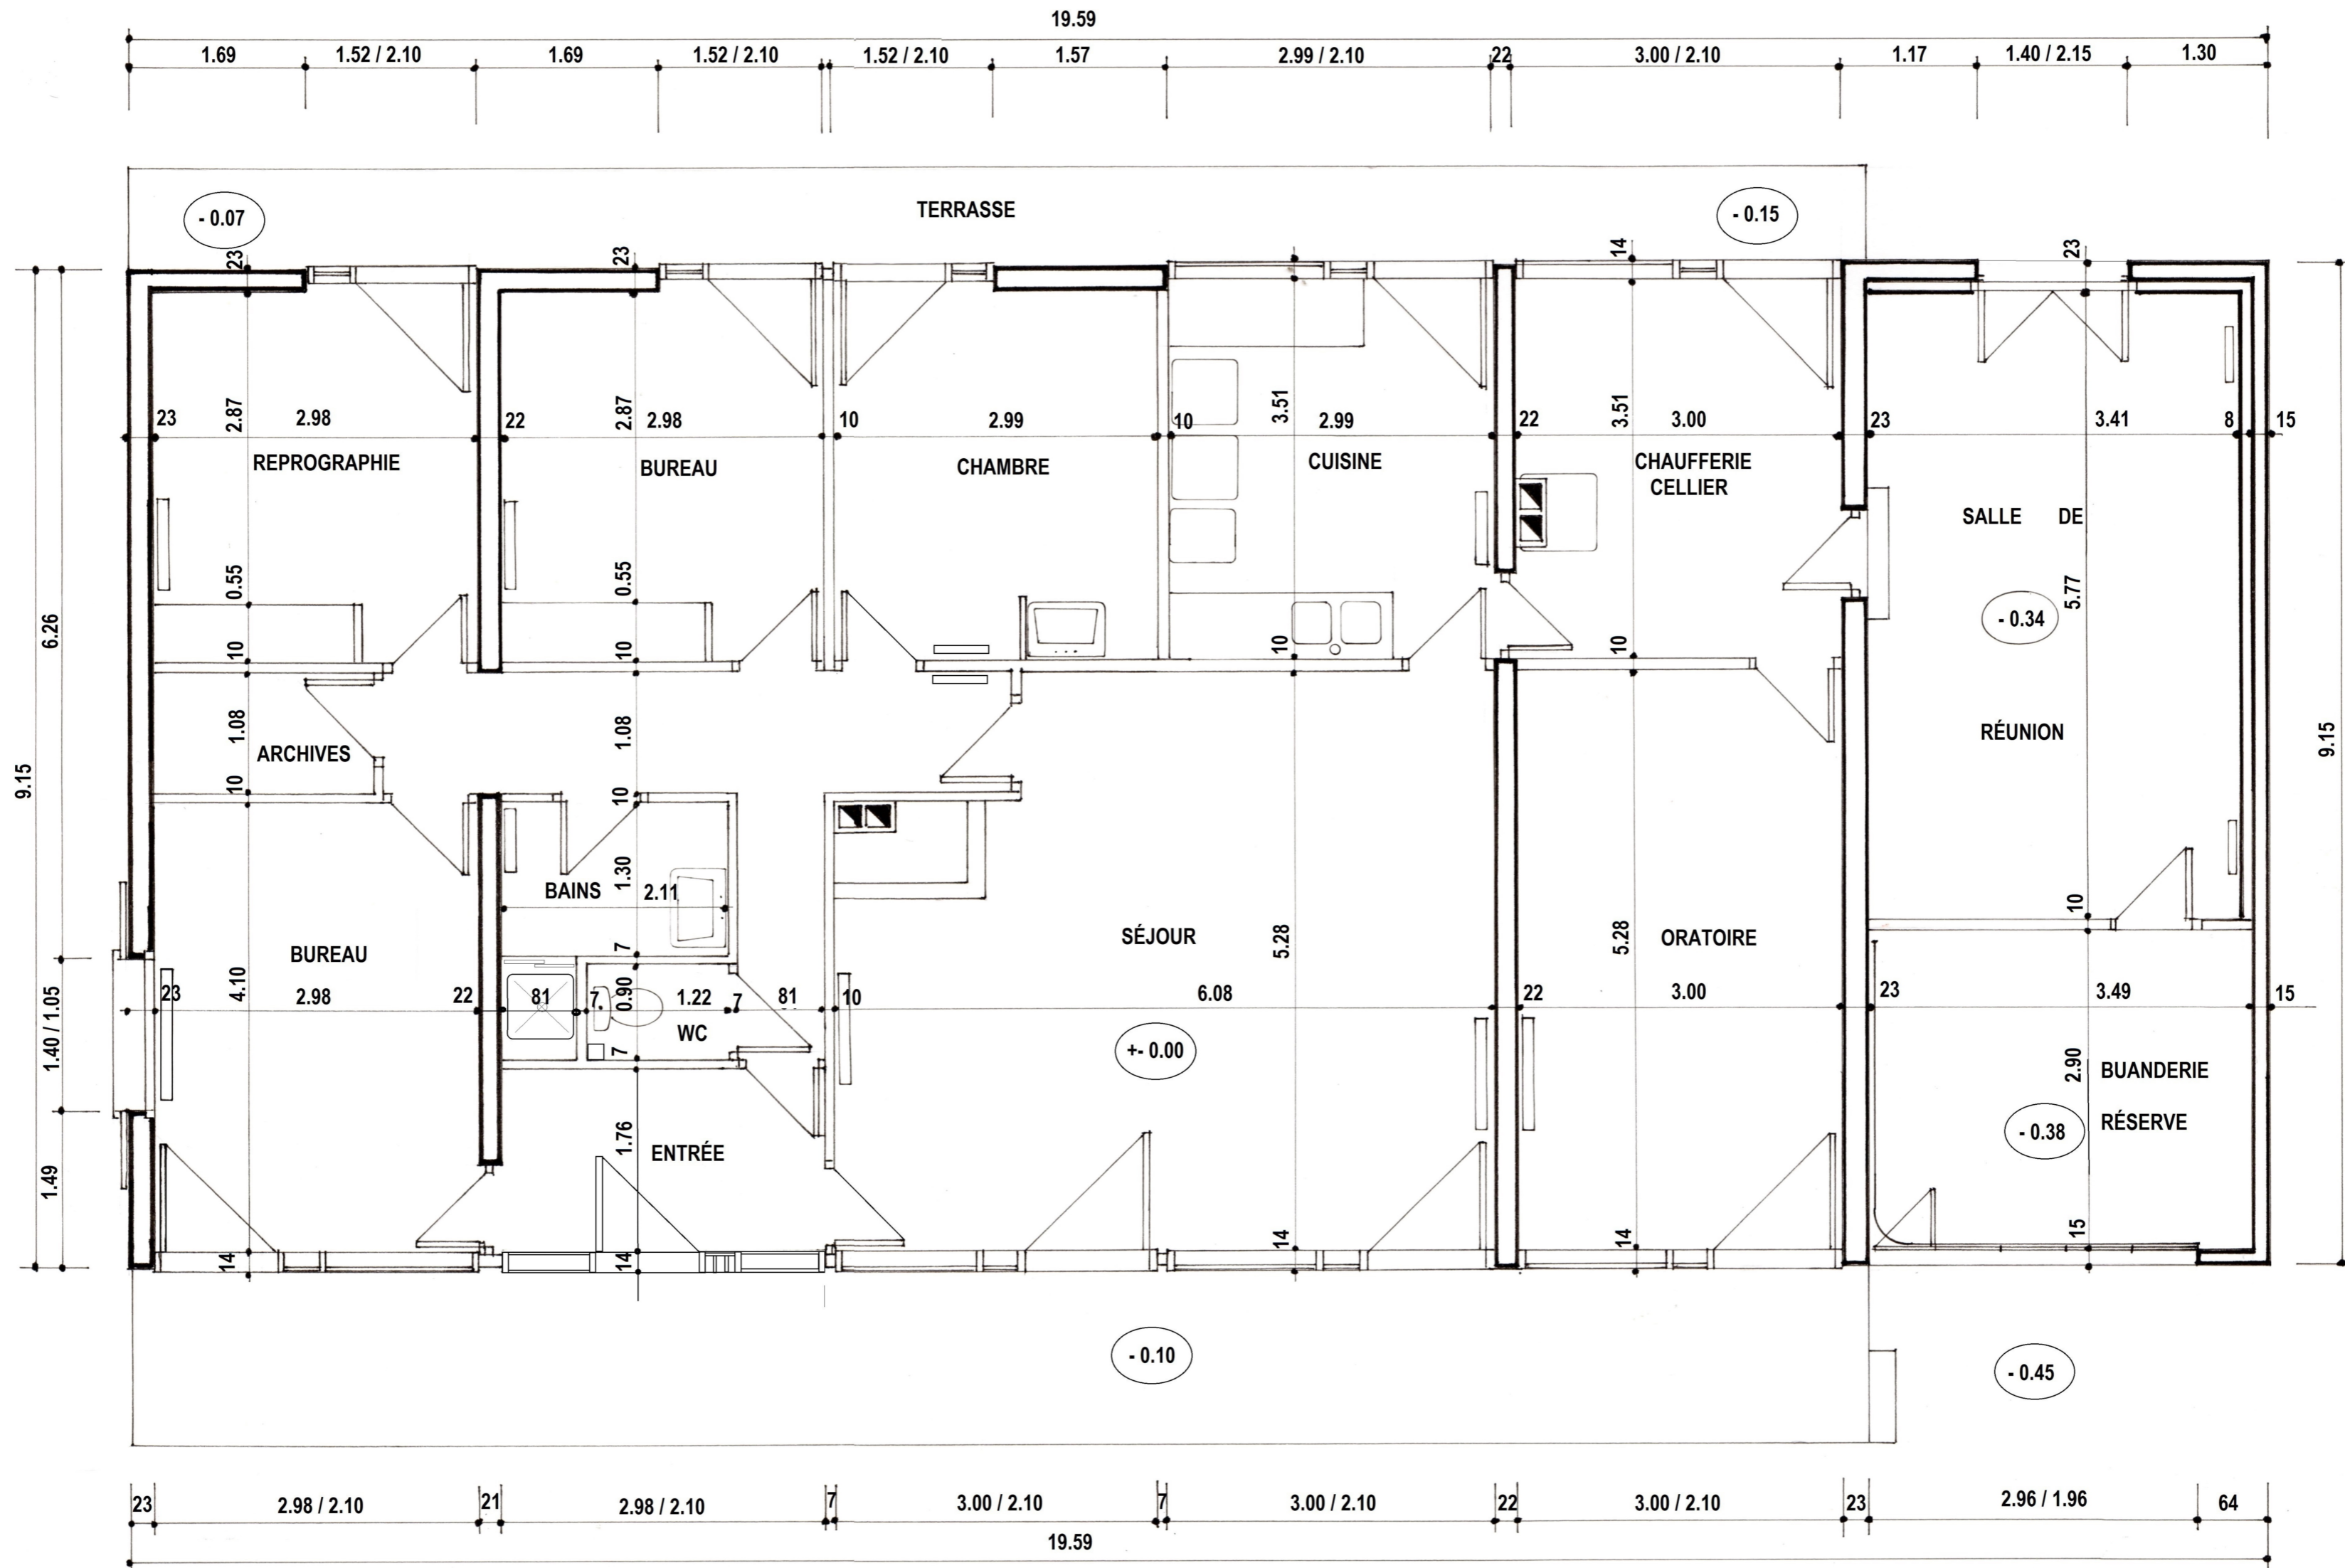 19.59
1.69 1.52 / 2.10 1.69 1.52 / 2.10 1.52 / 2.10 1.57 2.99 / 2.10 22 3.00 / 2.10 1.17 1.40 / 2.15 1.30
TERRASSE
- 0.07
- 0.15
23 23 14 23
2.87 2.87 3.51 3.51
23 2.98 22 2.98 10 2.99 10 2.99 22 3.00 23 3.41 8 15
REPROGRAPHIE
BUREAU
CHAMBRE
CUISINE
CHAUFFERIE
CELLIER
SALLE DE
5.77
- 0.34
0.55 0.55
6.26
10 10 10 10
1.08 1.08
RÉUNION
ARCHIVES
9.15
9.15
10 10
BAINS
1.30
2.11
10
7
BUREAU
SÉJOUR
ORATOIRE
4.10 5.28 5.28
23 2.98 22 81 7 0.90 1.22 7 81 10 6.08 22 3.00 23 3.49 15
WC
7
1.40 / 1.05
+- 0.00
2.90
BUANDERIE
RÉSERVE
- 0.38
1.76
ENTRÉE
1.49
14 14 14 14 15
- 0.10
- 0.45
23 2.98 / 2.10 21 2.98 / 2.10 7 3.00 / 2.10 7 3.00 / 2.10 22 3.00 / 2.10 23 2.96 / 1.96 64
19.59